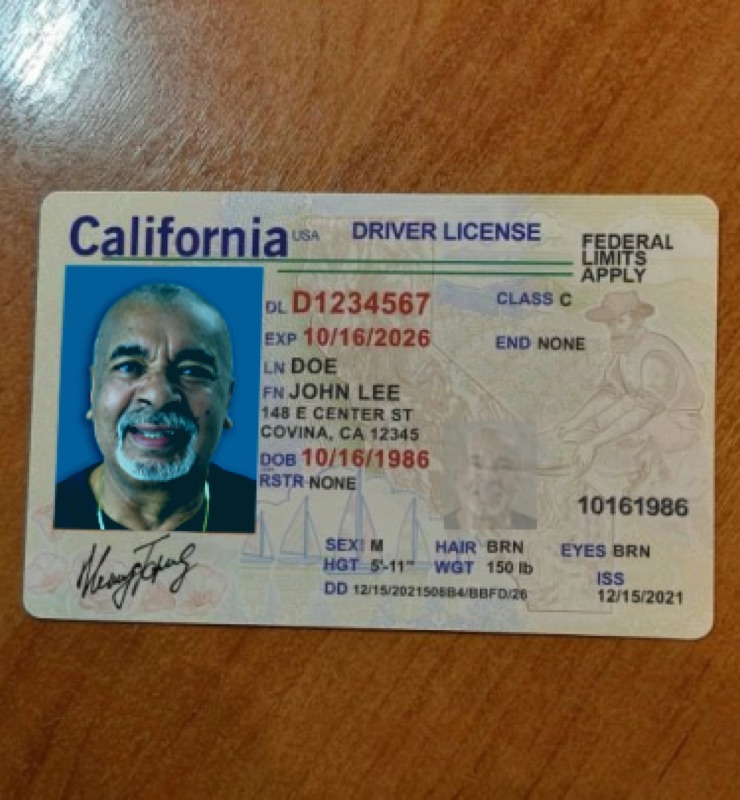 California USA DRIVER LICENSE
FEDERAL
LIMITS
APPLY
DL D1234567
CLASS C
EXP 10/16/2026
END NONE
LN DOE
FN JOHN LEE
148 E CENTER ST
COVINA, CA 12345
DOB 10/16/1986
RSTR NONE
10161986
SEX M HAIR BRN EYES BRN
HGT 5'-11" WGT 150 lb
ISS
DD 12/15/2021508B4/BBFD/26
12/15/2021